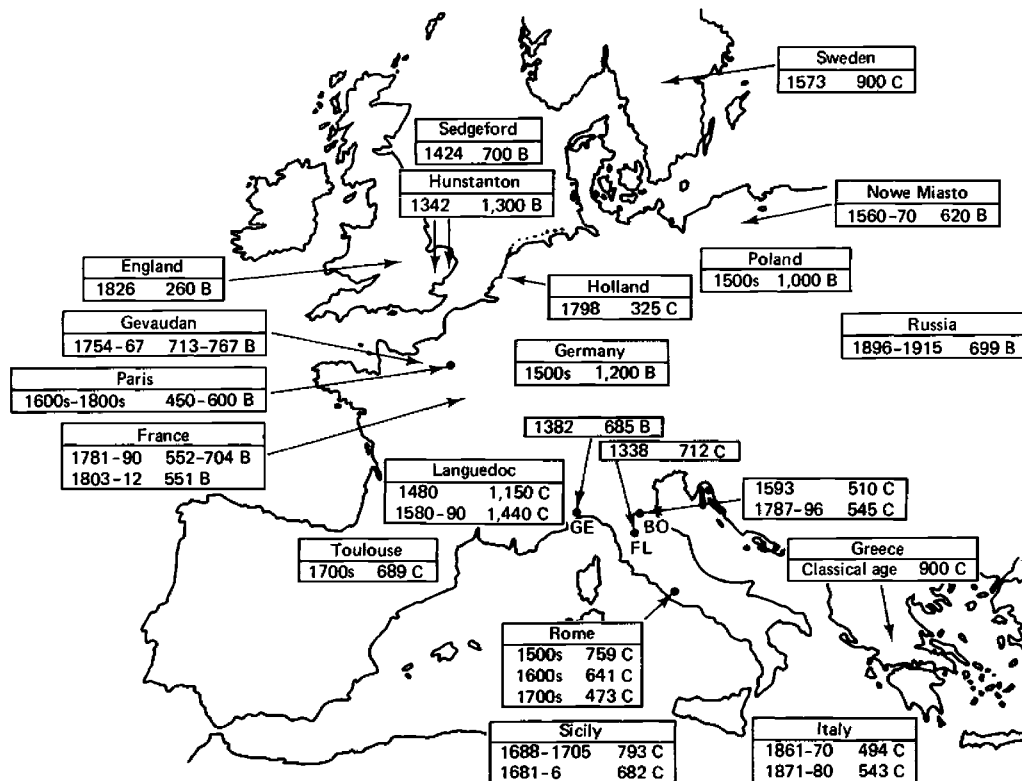 Sweden
1573 900 C
Sedgeford
1424 700 B
Hunstanton
1342 1,300 B
Nowe Miasto
1560-70 620 B
England
1826 260 B
Poland
1500s 1,000 B
Holland
1798 325 C
Gevaudan
1754-67 713-767 B
Russia
1896-1915 699 B
Germany
1500s 1,200 B
Paris
1600s-1800s 450-600 B
France
1781-90 552-704 B
1803-12 551 B
1382 685 B
1338 712 C
Languedoc
1480 1,150 C
1580-90 1,440 C
1593 510 C
1787-96 545 C
GE
BO
FL
Toulouse
1700s 689 C
Greece
Classical age 900 C
Rome
1500s 759 C
1600s 641 C
1700s 473 C
Sicily
1688-1705 793 C
1681-6 682 C
Italy
1861-70 494 C
1871-80 543 C